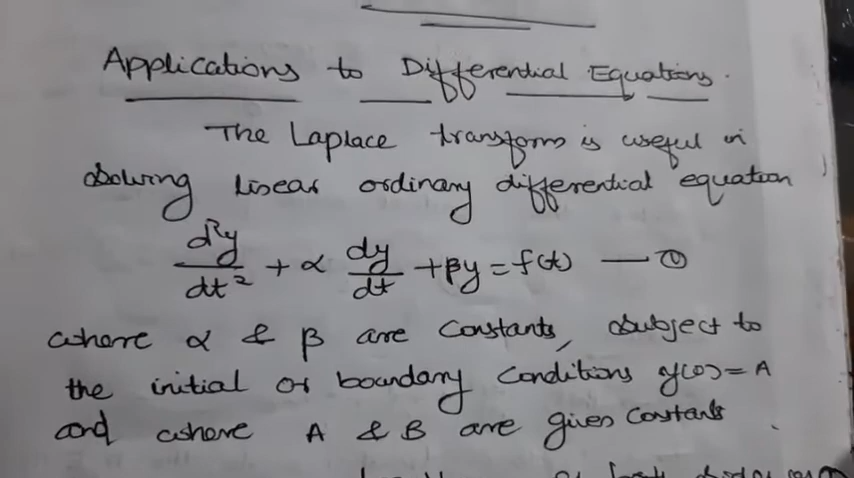 Applications to Differential Equations.
The Laplace transform is useful in
solving linear ordinary differential equation
d²y/dt² + α dy/dt + βy = f(t) — ①
where α & β are constants, subject to
the initial or boundary conditions y(0) = A
and where A & B are given constants